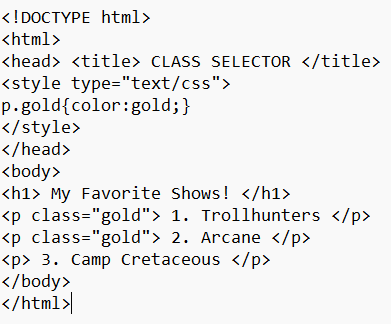 <!DOCTYPE html>
<html>
<head> <title> CLASS SELECTOR </title>
<style type="text/css">
p.gold{color:gold;}
</style>
</head>
<body>
<h1> My Favorite Shows! </h1>
<p class="gold"> 1. Trollhunters </p>
<p class="gold"> 2. Arcane </p>
<p> 3. Camp Cretaceous </p>
</body>
</html>